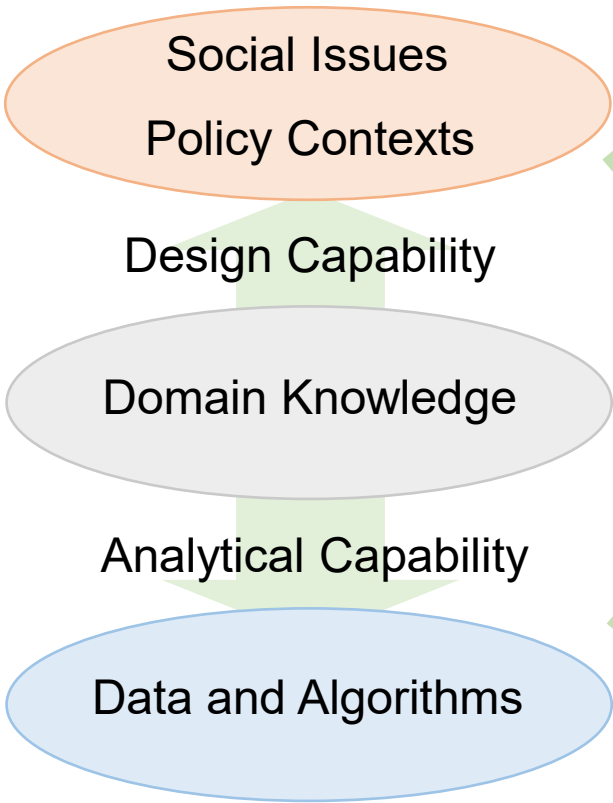 Social Issues
Policy Contexts
Design Capability
Domain Knowledge
Analytical Capability
Data and Algorithms